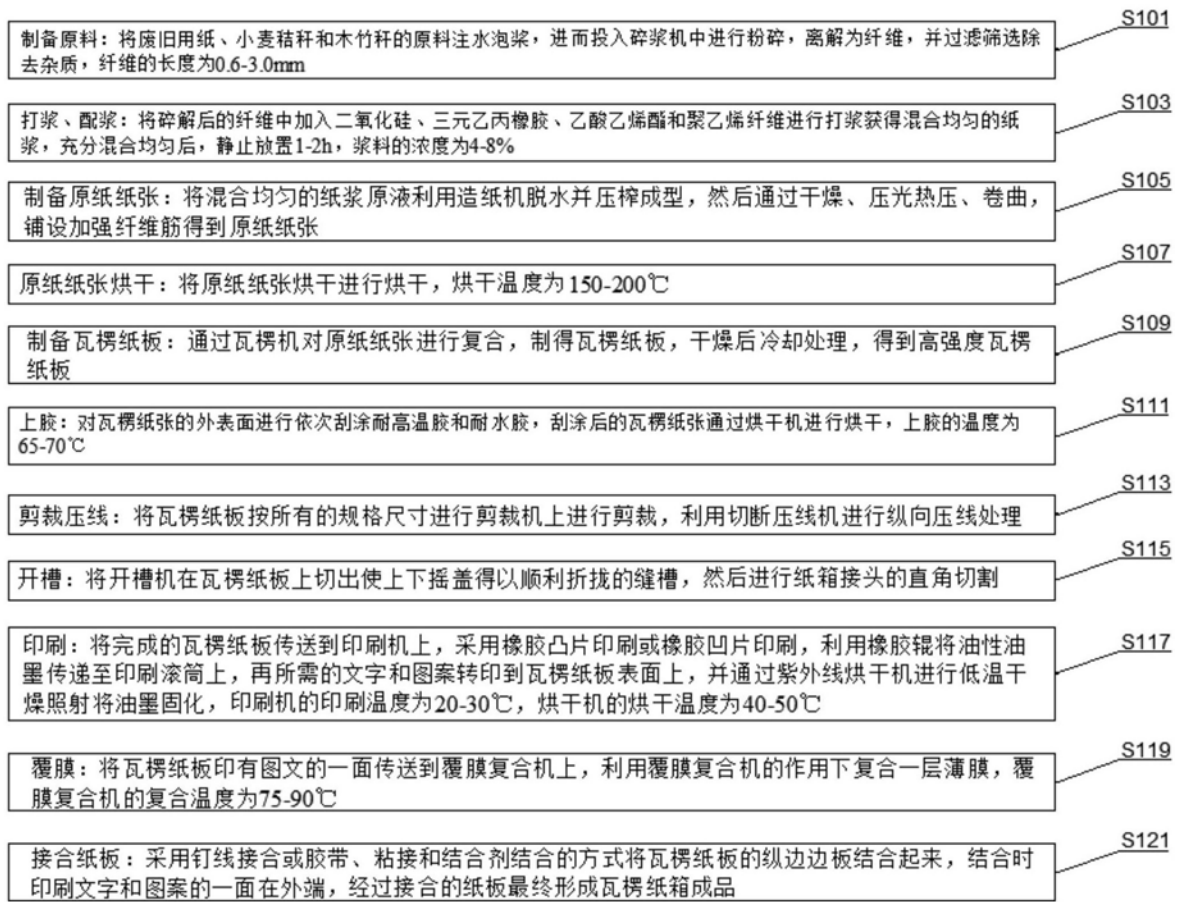 S101
制备原料：将废旧用纸、小麦秸秆和木竹秆的原料注水泡浆，进而投入碎浆机中进行粉碎，离解为纤维，并过滤筛选除
去杂质，纤维的长度为0.6-3.0mm
S103
打浆、配浆：将碎解后的纤维中加入二氧化硅、三元乙丙橡胶、乙酸乙烯酯和聚乙烯纤维进行打浆获得混合均匀的纸
浆，充分混合均匀后，静止放置1-2h，浆料的浓度为4-8%
S105
制备原纸纸张：将混合均匀的纸浆原液利用造纸机脱水并压榨成型，然后通过干燥、压光热压、卷曲，
铺设加强纤维筋得到原纸纸张
S107
原纸纸张烘干：将原纸纸张烘干进行烘干，烘干温度为150-200℃
S109
制备瓦楞纸板：通过瓦楞机对原纸纸张进行复合，制得瓦楞纸板，干燥后冷却处理，得到高强度瓦楞
纸板
S111
上胶：对瓦楞纸张的外表面进行依次刮涂耐高温胶和耐水胶，刮涂后的瓦楞纸张通过烘干机进行烘干，上胶的温度为
65-70℃
S113
剪裁压线：将瓦楞纸板按所有的规格尺寸进行剪裁机上进行剪裁，利用切断压线机进行纵向压线处理
S115
开槽：将开槽机在瓦楞纸板上切出使上下摇盖得以顺利折拢的缝槽，然后进行纸箱接头的直角切割
S117
印刷：将完成的瓦楞纸板传送到印刷机上，采用橡胶凸片印刷或橡胶凹片印刷，利用橡胶辊将油性油
墨传递至印刷滚筒上，再所需的文字和图案转印到瓦楞纸板表面上，并通过紫外线烘干机进行低温干
燥照射将油墨固化，印刷机的印刷温度为20-30℃，烘干机的烘干温度为40-50℃
S119
覆膜：将瓦楞纸板印有图文的一面传送到覆膜复合机上，利用覆膜复合机的作用下复合一层薄膜，覆
膜复合机的复合温度为75-90℃
S121
接合纸板：采用钉线接合或胶带、粘接和结合剂结合的方式将瓦楞纸板的纵边边板结合起来，结合时
印刷文字和图案的一面在外端，经过接合的纸板最终形成瓦楞纸箱成品